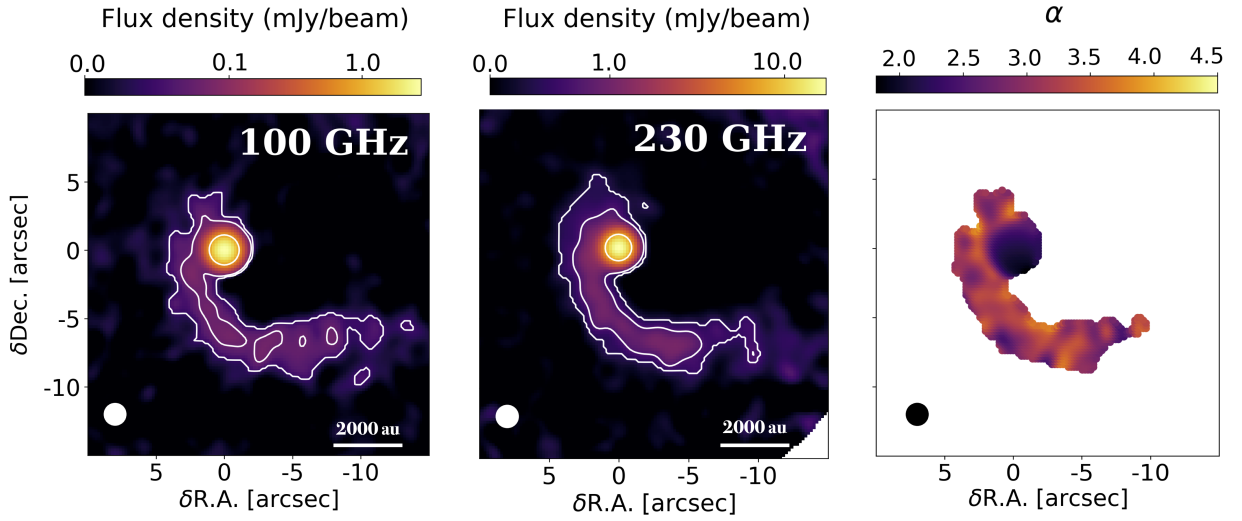 Flux density (mJy/beam)
0.0 0.1 1.0
100 GHz
2000 au
5
0
-5
-10
δDec. [arcsec]
5 0 -5 -10
δR.A. [arcsec]
Flux density (mJy/beam)
0.0 1.0 10.0
230 GHz
2000 au
5 0 -5 -10
δR.A. [arcsec]
α
2.0 2.5 3.0 3.5 4.0 4.5
5 0 -5 -10
δR.A. [arcsec]